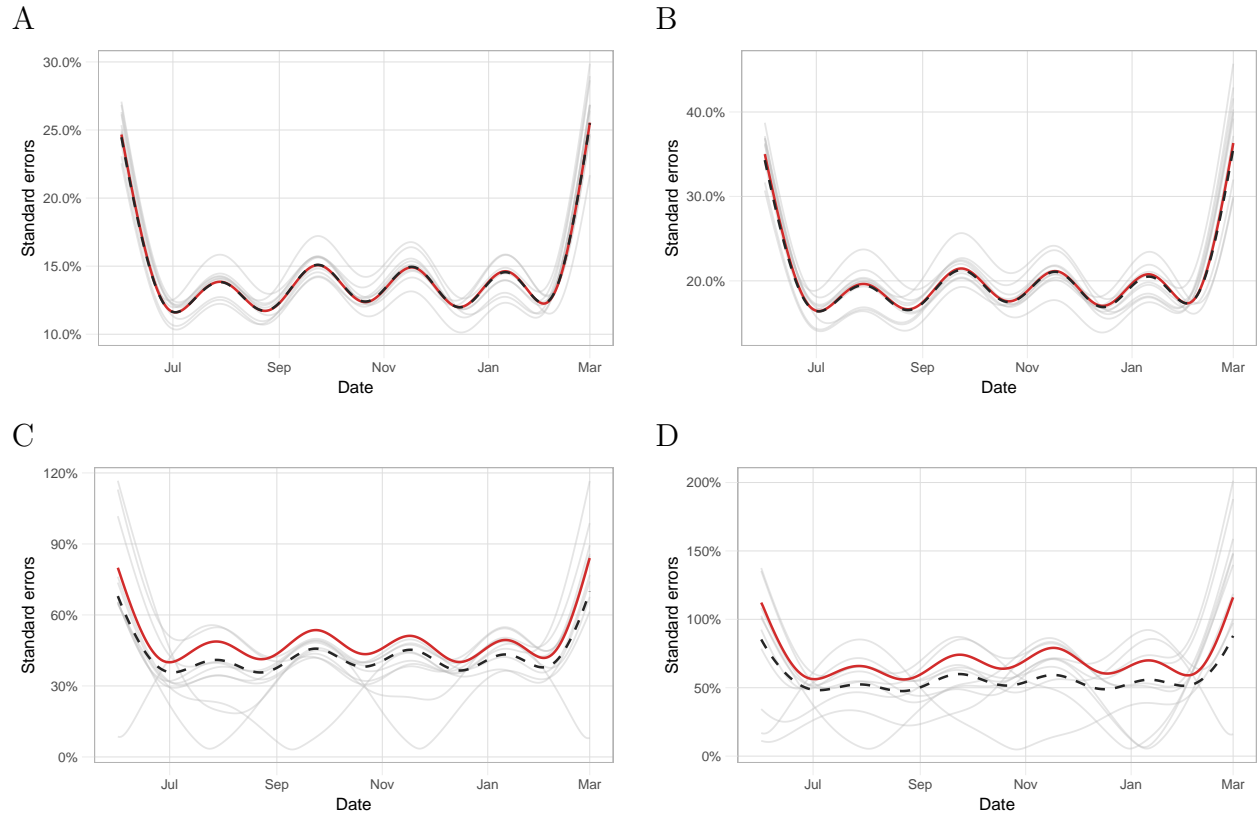 A
30.0%
25.0%
20.0%
15.0%
10.0%
Standard errors
Jul Sep Nov Jan Mar
Date
B
40.0%
30.0%
20.0%
Standard errors
Jul Sep Nov Jan Mar
Date
C
120%
90%
60%
30%
0%
Standard errors
Jul Sep Nov Jan Mar
Date
D
200%
150%
100%
50%
0%
Standard errors
Jul Sep Nov Jan Mar
Date